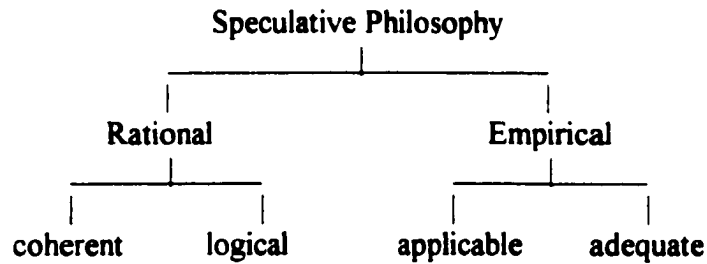 Speculative Philosophy
Rational Empirical
coherent logical applicable adequate